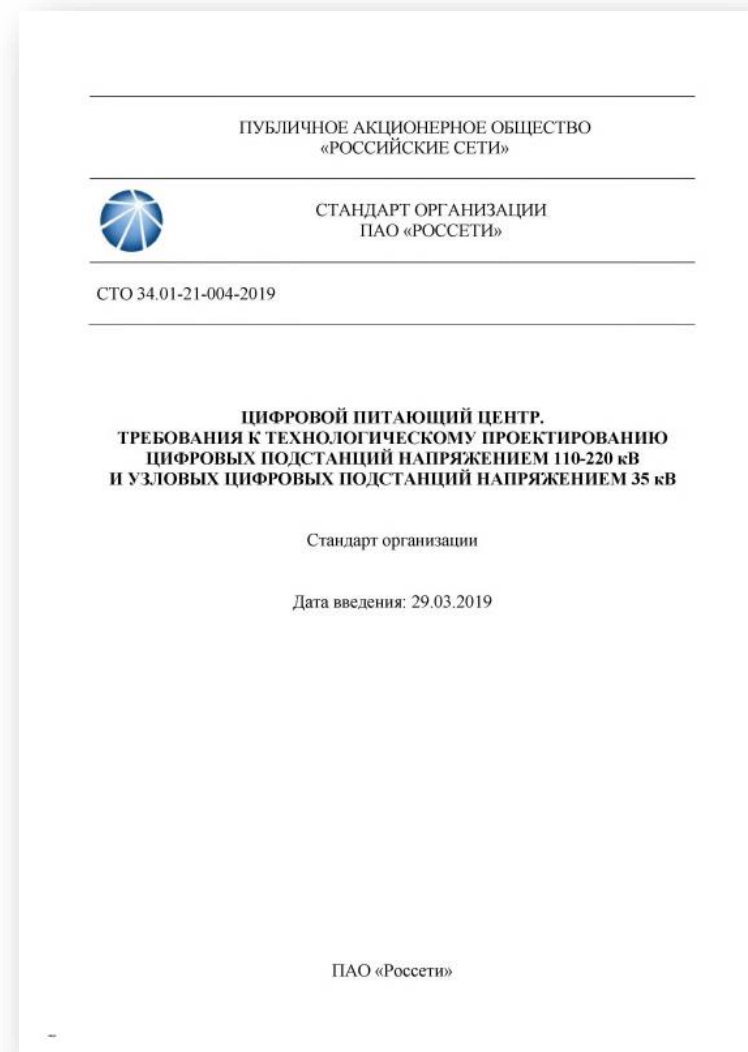 ПУБЛИЧНОЕ АКЦИОНЕРНОЕ ОБЩЕСТВО
«РОССИЙСКИЕ СЕТИ»
СТАНДАРТ ОРГАНИЗАЦИИ
ПАО «РОССЕТИ»
СТО 34.01-21-004-2019
ЦИФРОВОЙ ПИТАЮЩИЙ ЦЕНТР.
ТРЕБОВАНИЯ К ТЕХНОЛОГИЧЕСКОМУ ПРОЕКТИРОВАНИЮ
ЦИФРОВЫХ ПОДСТАНЦИЙ НАПРЯЖЕНИЕМ 110-220 кВ
И УЗЛОВЫХ ЦИФРОВЫХ ПОДСТАНЦИЙ НАПРЯЖЕНИЕМ 35 кВ
Стандарт организации
Дата введения: 29.03.2019
ПАО «Россети»